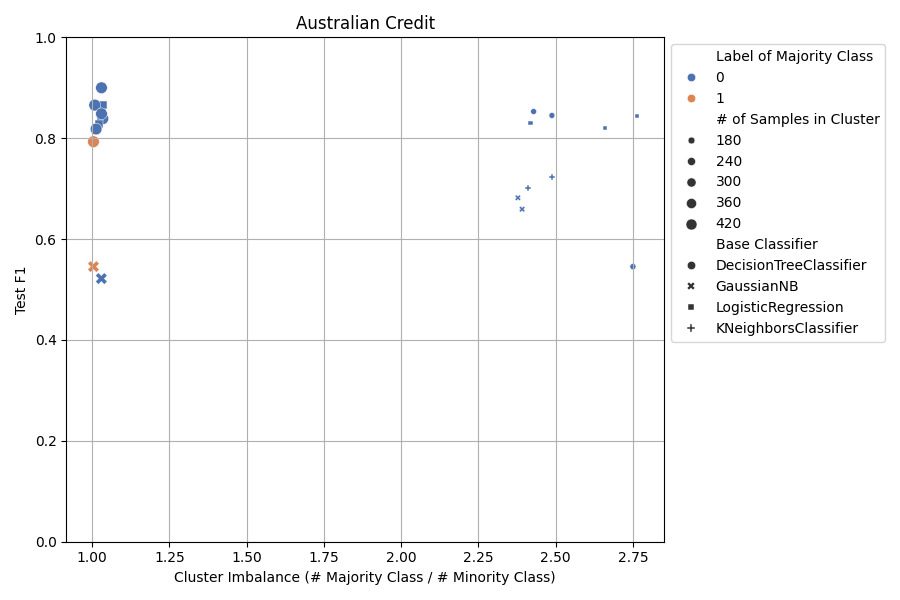 Australian Credit
1.0
0.8
0.6
0.4
0.2
0.0
Test F1
1.00 1.25 1.50 1.75 2.00 2.25 2.50 2.75
Cluster Imbalance (# Majority Class / # Minority Class)
Label of Majority Class
0
1
# of Samples in Cluster
180
240
300
360
420
Base Classifier
DecisionTreeClassifier
GaussianNB
LogisticRegression
KNeighborsClassifier